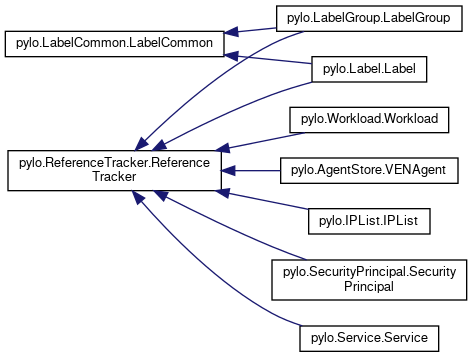 pylo.LabelGroup.LabelGroup
pylo.LabelCommon.LabelCommon
pylo.Label.Label
pylo.Workload.Workload
pylo.ReferenceTracker.Reference
Tracker
pylo.AgentStore.VENAgent
pylo.IPList.IPList
pylo.SecurityPrincipal.Security
Principal
pylo.Service.Service